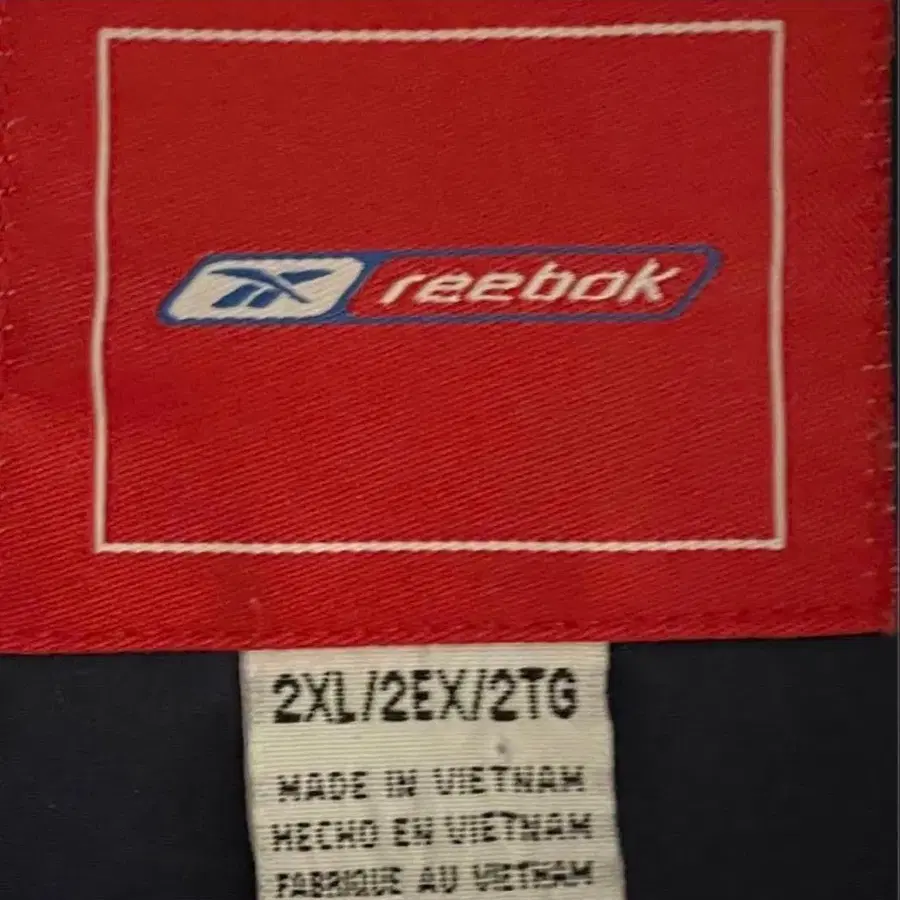 reebok
2XL/2EX/2TG
MADE IN VIETNAM
HECHO EN VIETNAM
FABRIQUE AU VIETNAM